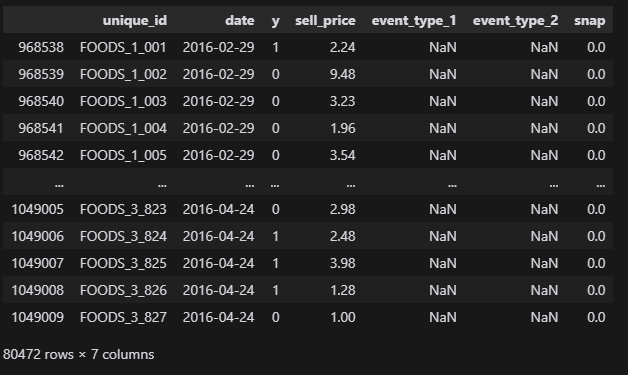 unique_id date y sell_price event_type_1 event_type_2 snap
968538 FOODS_1_001 2016-02-29 1 2.24 NaN NaN 0.0
968539 FOODS_1_002 2016-02-29 0 9.48 NaN NaN 0.0
968540 FOODS_1_003 2016-02-29 0 3.23 NaN NaN 0.0
968541 FOODS_1_004 2016-02-29 0 1.96 NaN NaN 0.0
968542 FOODS_1_005 2016-02-29 0 3.54 NaN NaN 0.0
... ... ... ... ... ... ... ...
1049005 FOODS_3_823 2016-04-24 0 2.98 NaN NaN 0.0
1049006 FOODS_3_824 2016-04-24 1 2.48 NaN NaN 0.0
1049007 FOODS_3_825 2016-04-24 1 3.98 NaN NaN 0.0
1049008 FOODS_3_826 2016-04-24 1 1.28 NaN NaN 0.0
1049009 FOODS_3_827 2016-04-24 0 1.00 NaN NaN 0.0
80472 rows × 7 columns